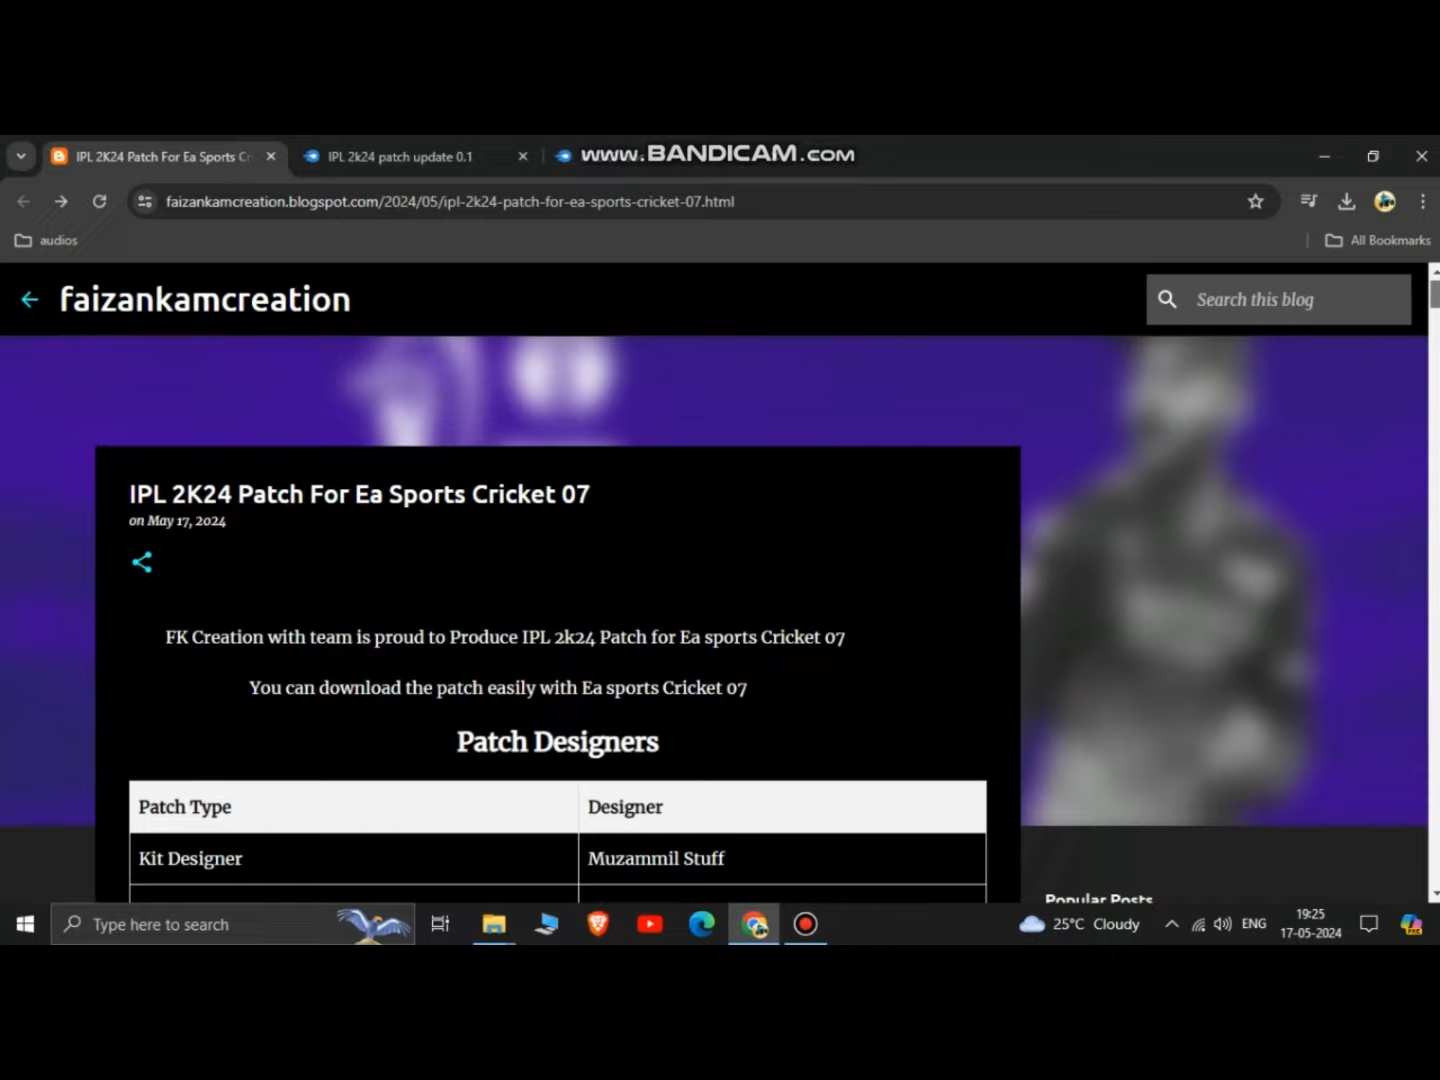 IPL 2K24 Patch For Ea Sports Cr
IPL 2k24 patch update 0.1
www.BANDICAM.com
faizankamcreation.blogspot.com/2024/05/ipl-2k24-patch-for-ea-sports-cricket-07.html
audios
All Bookmarks
faizankamcreation
Search this blog
IPL 2K24 Patch For Ea Sports Cricket 07
on May 17, 2024
FK Creation with team is proud to Produce IPL 2k24 Patch for Ea sports Cricket 07
You can download the patch easily with Ea sports Cricket 07
Patch Designers
Patch Type Designer
Kit Designer Muzammil Stuff
Popular Posts
Type here to search
25°C Cloudy
ENG
19:25
17-05-2024